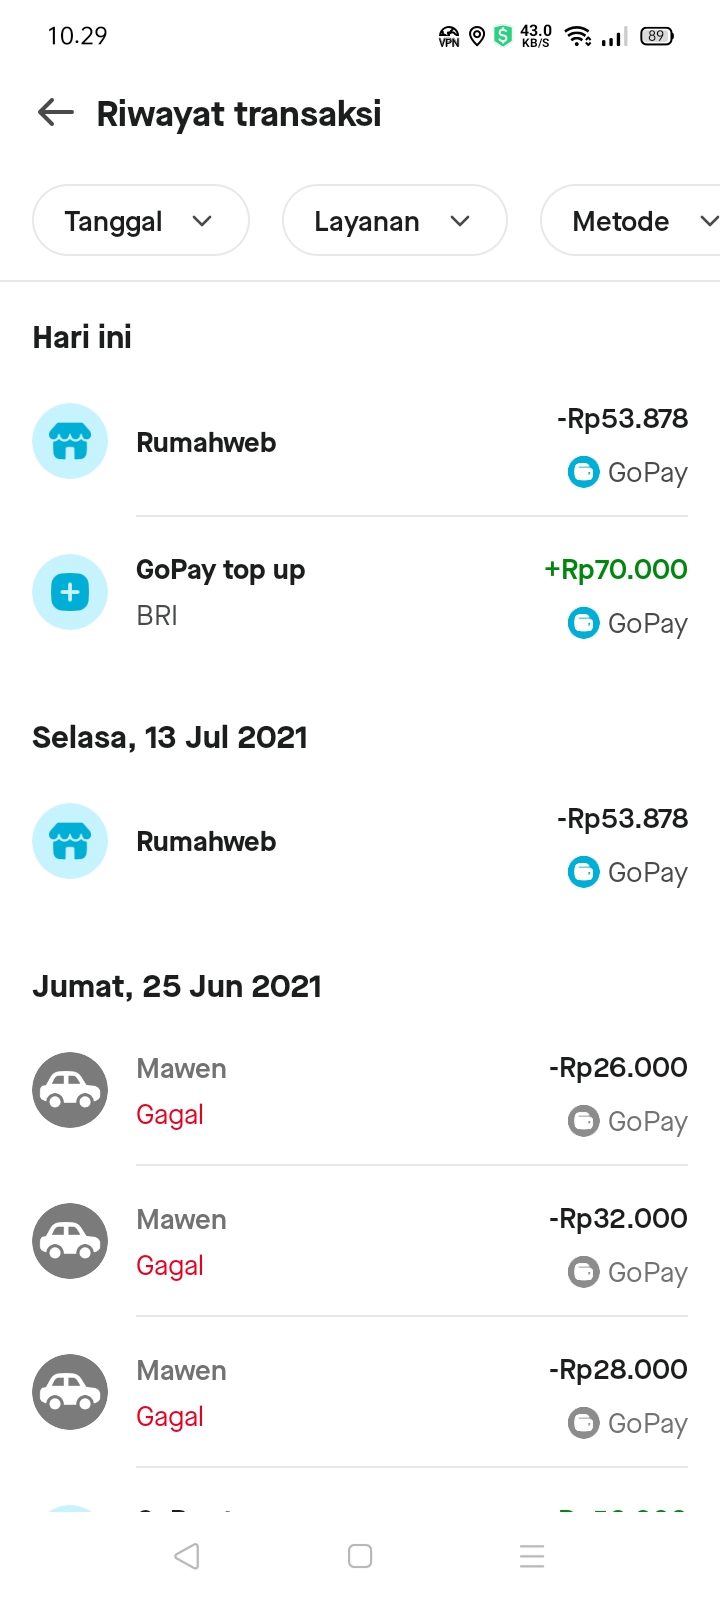 10.29
VPN
43.0
KB/S
89
Riwayat transaksi
Tanggal
Layanan
Metode
Hari ini
Rumahweb
-Rp53.878
GoPay
GoPay top up
BRI
+Rp70.000
GoPay
Selasa, 13 Jul 2021
Rumahweb
-Rp53.878
GoPay
Jumat, 25 Jun 2021
Mawen
Gagal
-Rp26.000
GoPay
Mawen
Gagal
-Rp32.000
GoPay
Mawen
Gagal
-Rp28.000
GoPay